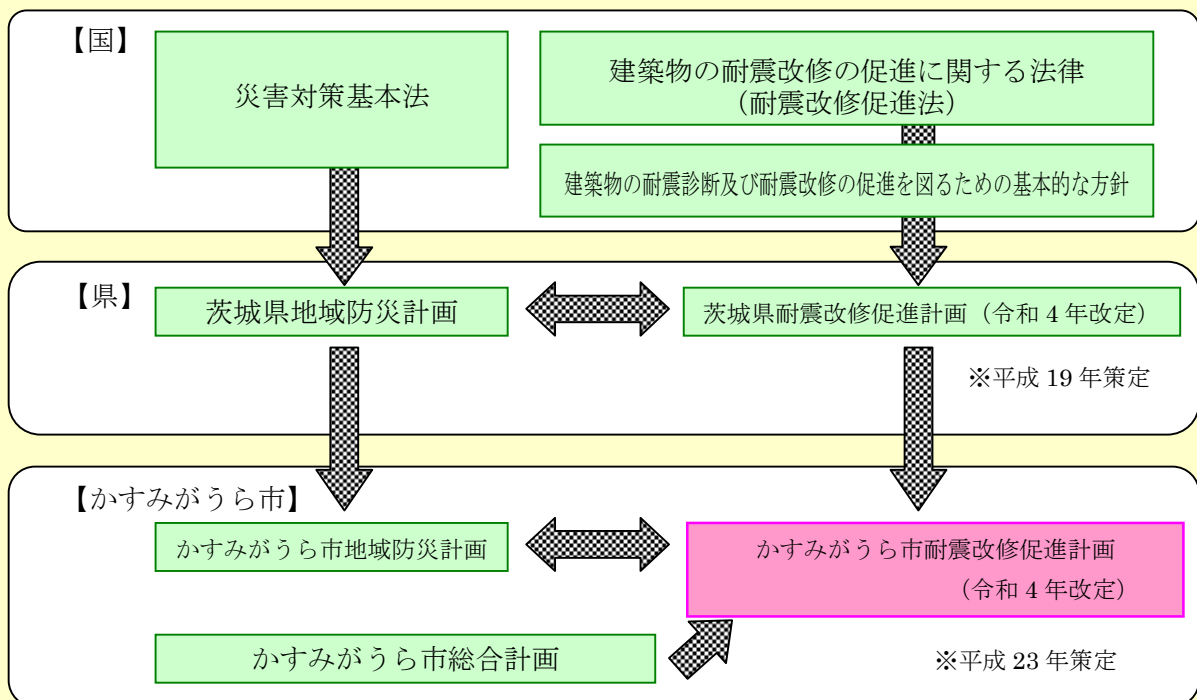 【国】
災害対策基本法
建築物の耐震改修の促進に関する法律
（耐震改修促進法）
建築物の耐震診断及び耐震改修の促進を図るための基本的な方針
【県】
茨城県地域防災計画
茨城県耐震改修促進計画（令和 4 年改定）
※平成 19 年策定
【かすみがうら市】
かすみがうら市地域防災計画
かすみがうら市耐震改修促進計画
（令和 4 年改定）
かすみがうら市総合計画
※平成 23 年策定